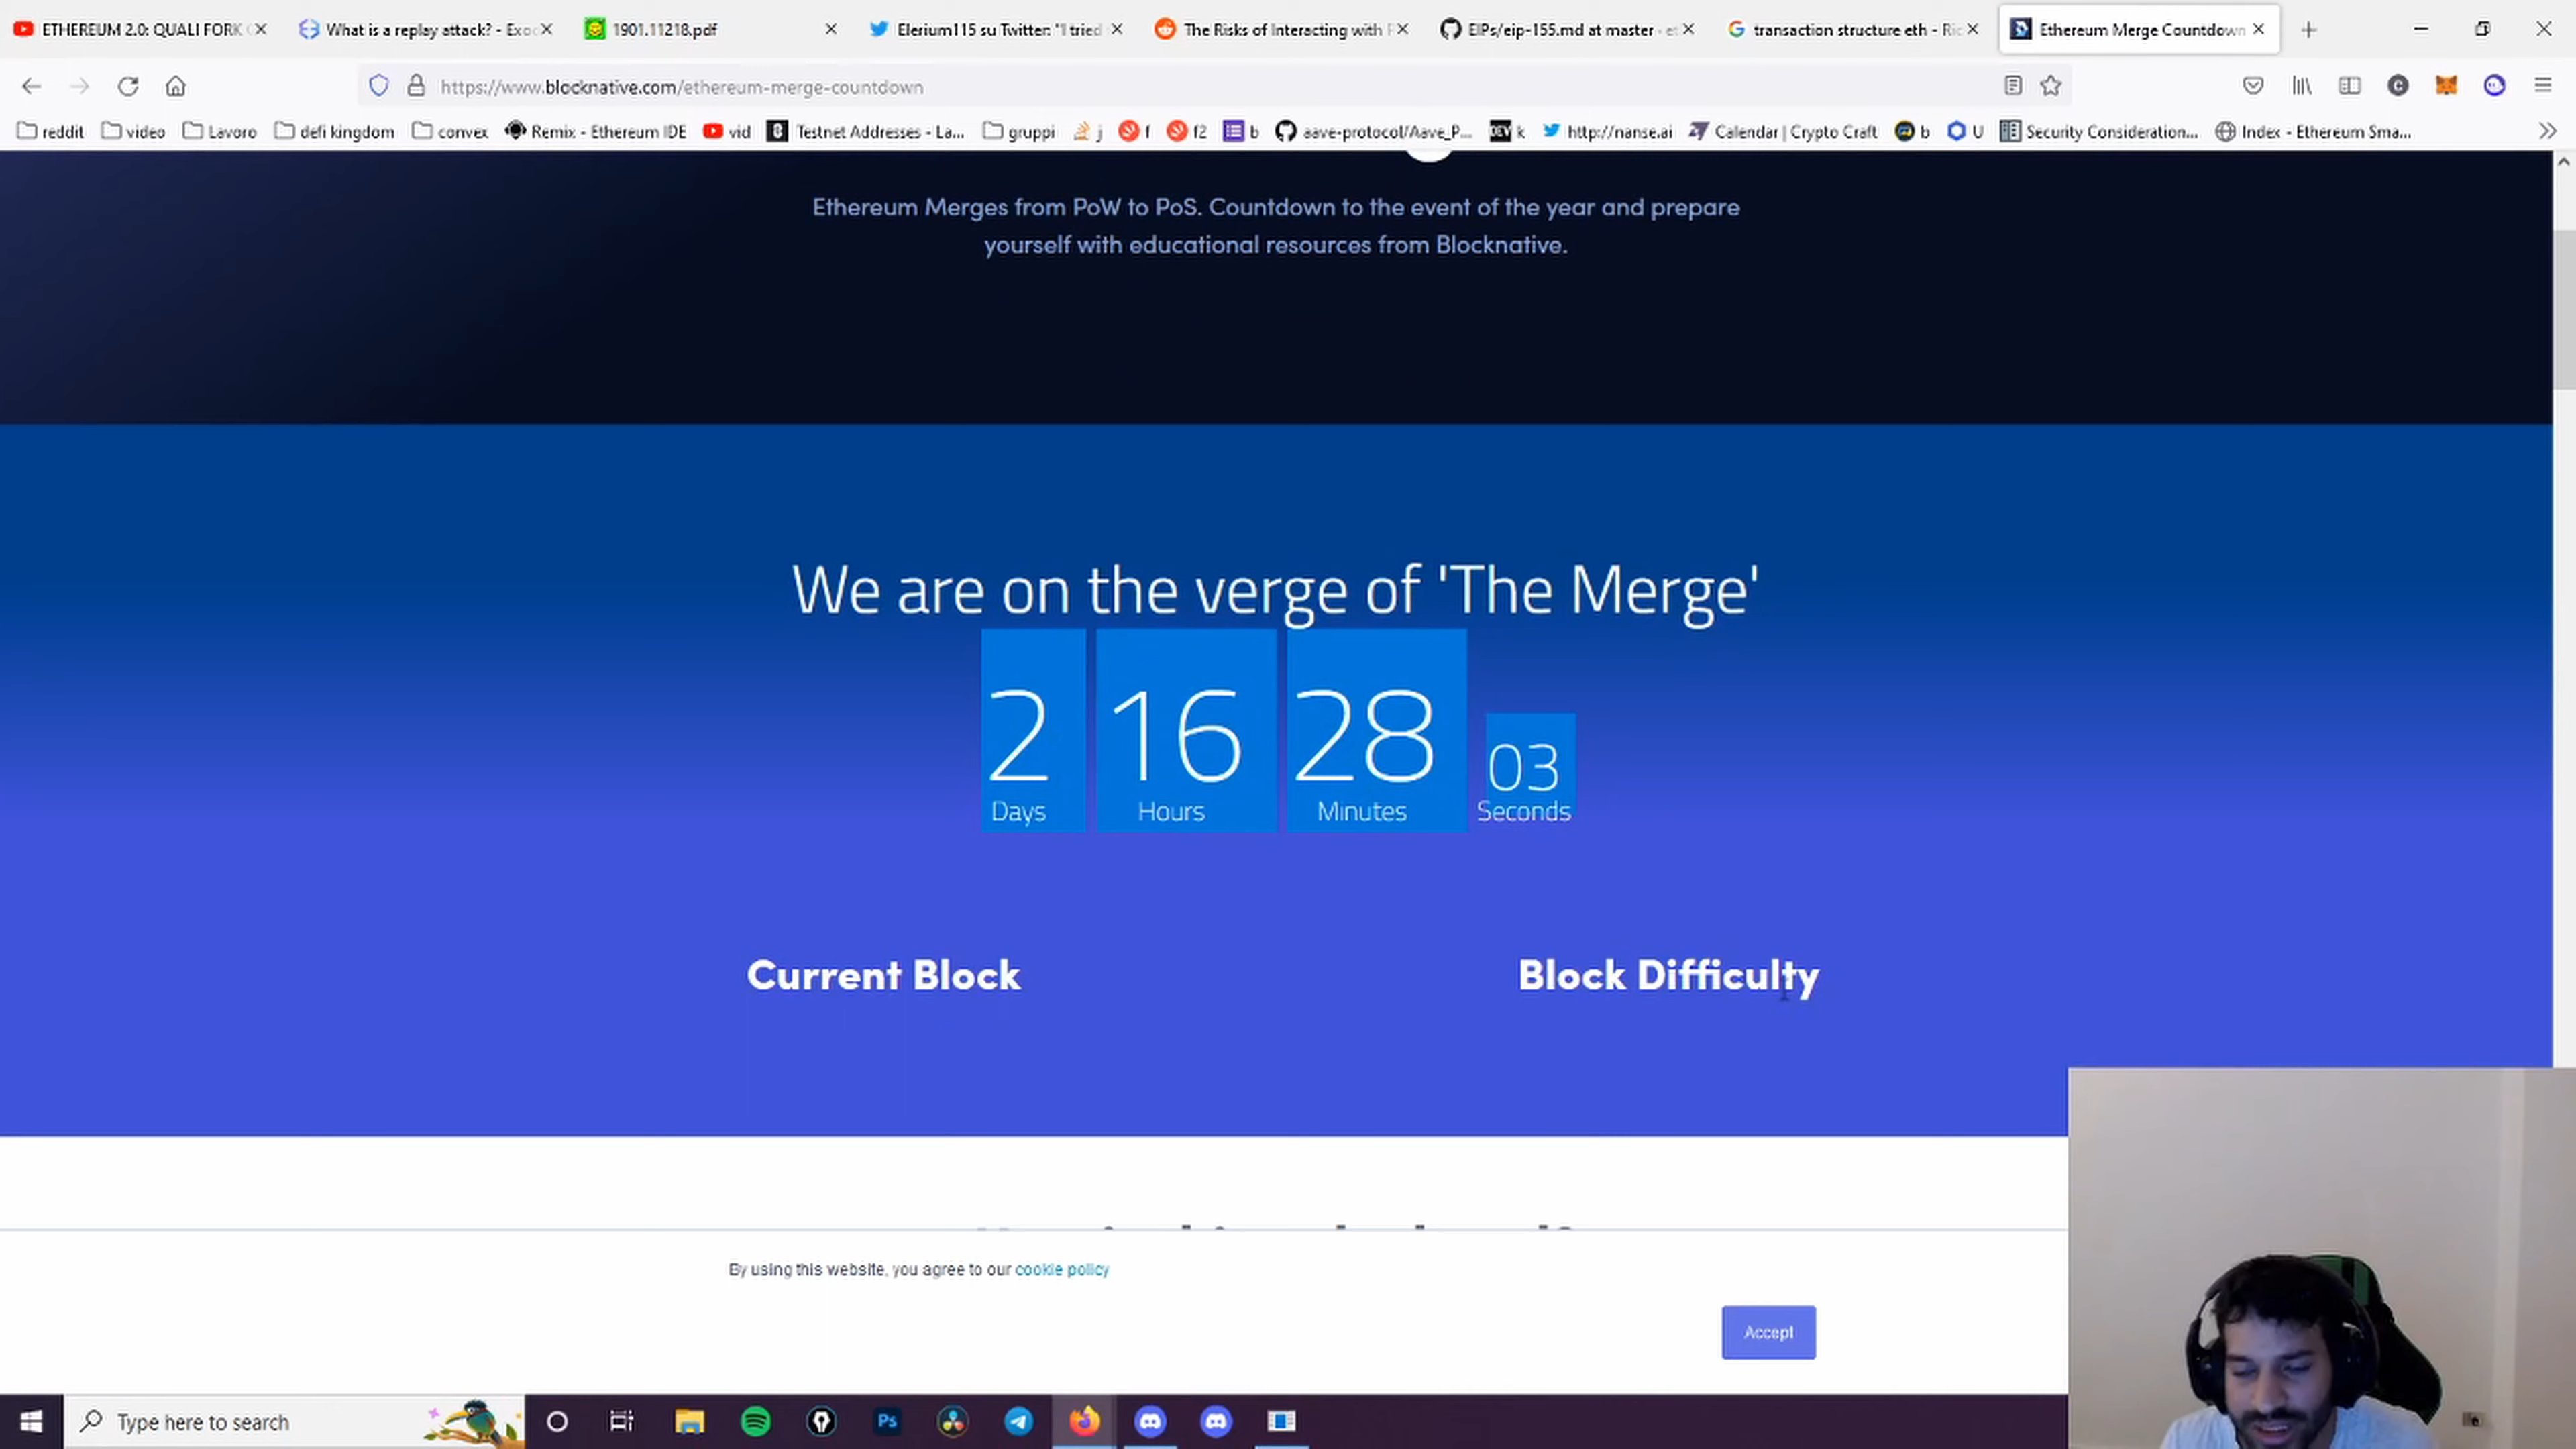 ETHEREUM 2.0: QUALI FORK
What is a replay attack? - Exo
1901.11218.pdf
Elerium115 su Twitter: "I tried
The Risks of Interacting with
EIPs/eip-155.md at master · et
transaction structure eth - Ric
Ethereum Merge Countdown
https://www.blocknative.com/ethereum-merge-countdown
reddit
video
Lavoro
defi kingdom
convex
Remix - Ethereum IDE
vid
Testnet Addresses - La...
gruppi
j
f
f2
b
aave-protocol/Aave_P...
DEV k
http://nanse.ai
Calendar | Crypto Craft
b
U
Security Consideration...
Index - Ethereum Sma...
Ethereum Merges from PoW to PoS. Countdown to the event of the year and prepare
yourself with educational resources from Blocknative.
We are on the verge of 'The Merge'
2 16 28 03
Days Hours Minutes Seconds
Current Block
Block Difficulty
By using this website, you agree to our cookie policy
Accept
Type here to search
Ps